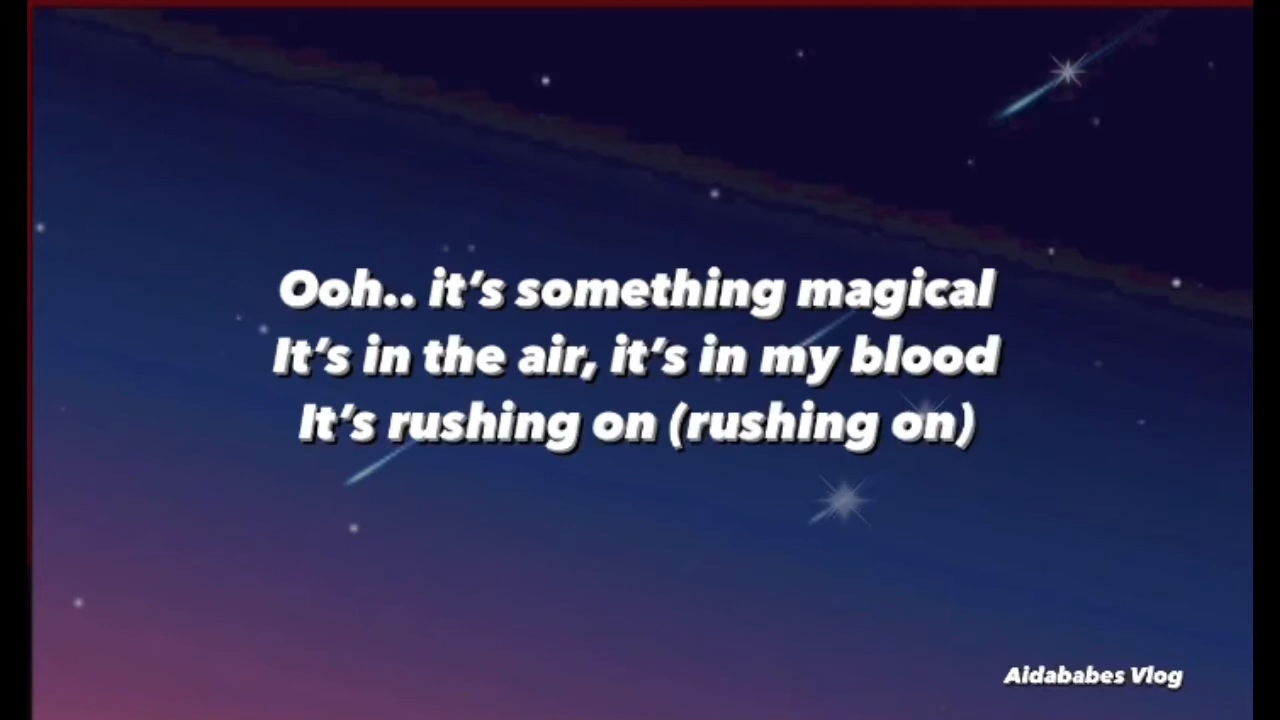 Ooh.. it's something magical
It's in the air, it's in my blood
It's rushing on (rushing on)
Aidababes Vlog